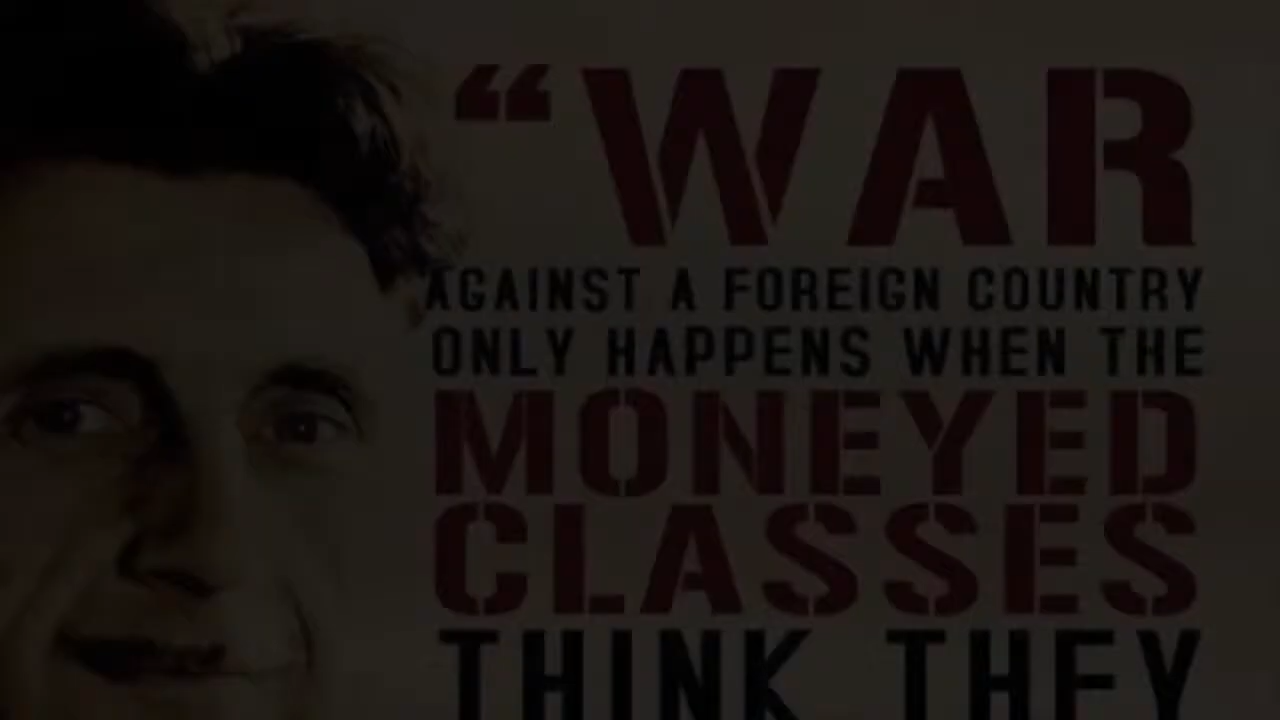 “WAR
AGAINST A FOREIGN COUNTRY
ONLY HAPPENS WHEN THE
MONEYED
CLASSES
THINK THEY